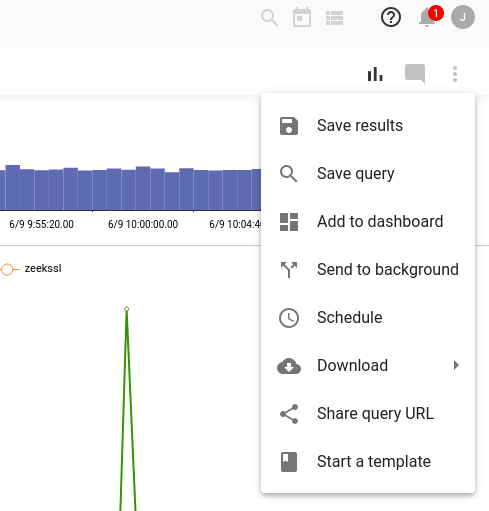 1
J
Save results
Save query
Add to dashboard
Send to background
Schedule
Download
Share query URL
Start a template
6/9 9:55:20.00 6/9 10:00:00.00 6/9 10:04:4
zeekssl